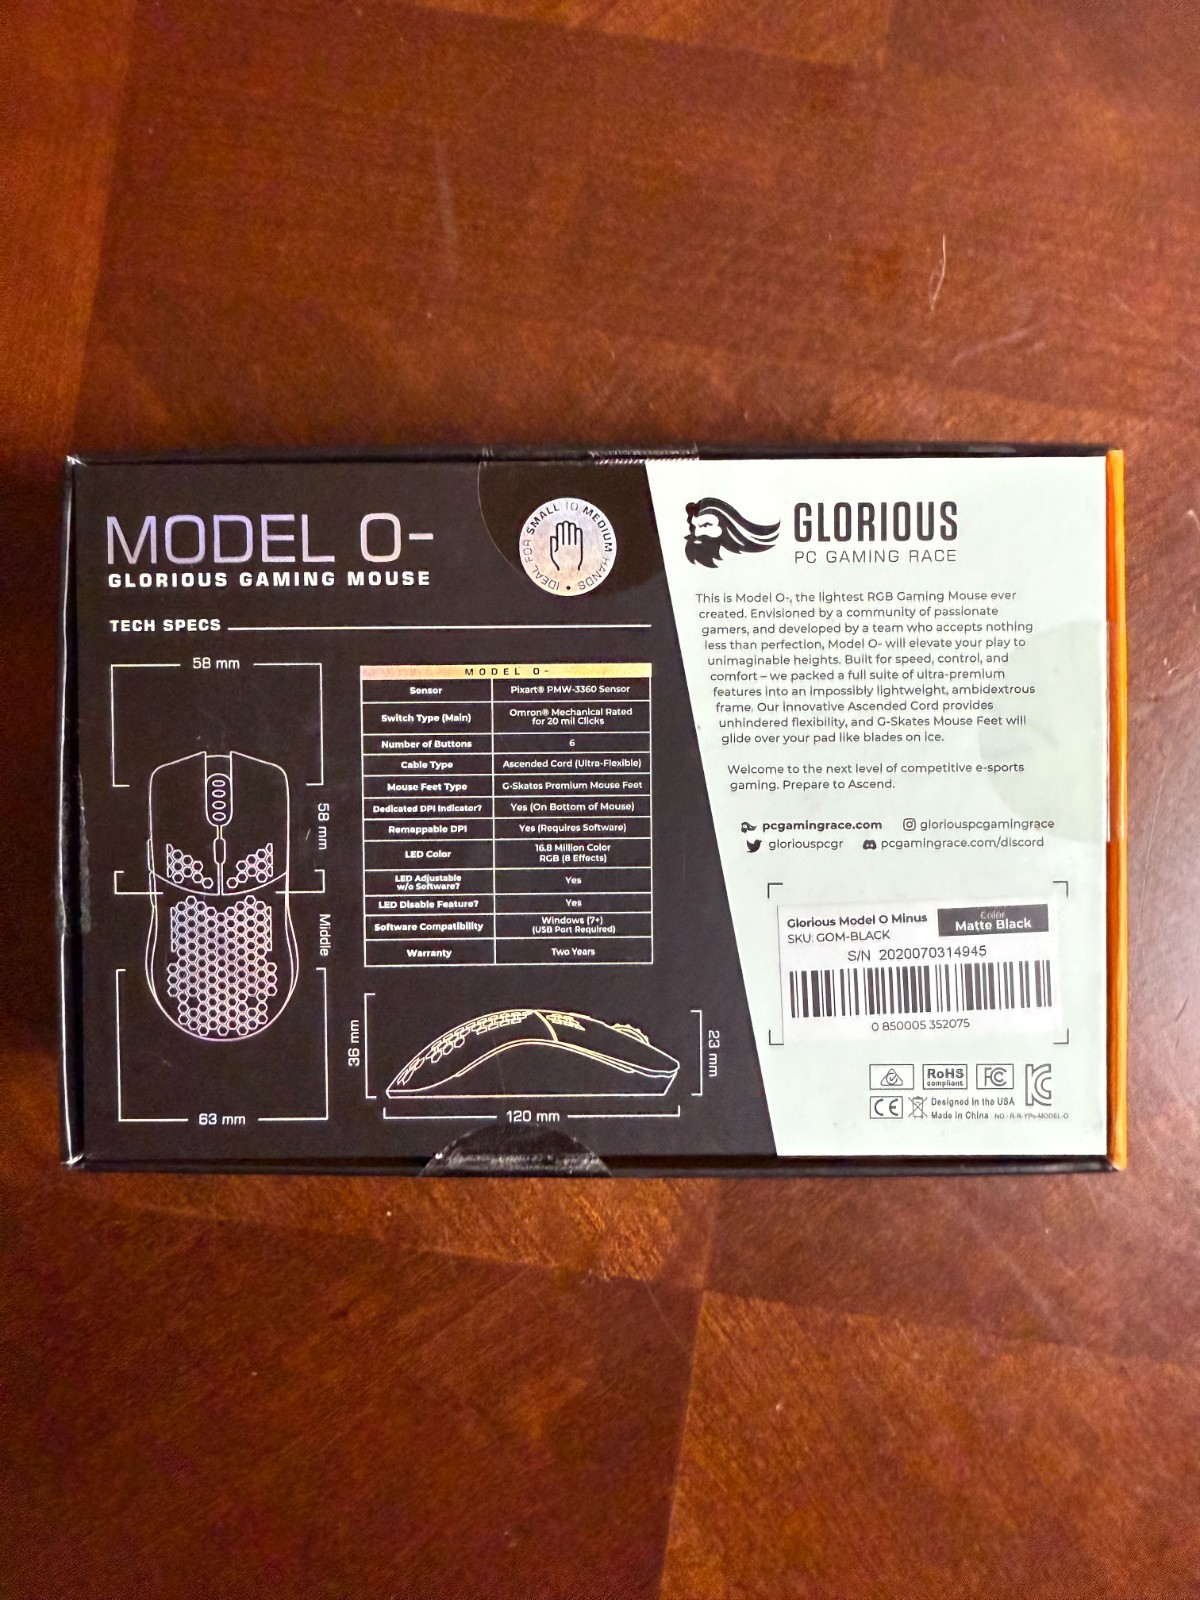 MODEL O-
GLORIOUS GAMING MOUSE
IDEAL FOR SMALL TO MEDIUM HANDS •
TECH SPECS
58 mm
58 mm
Middle
63 mm
MODEL O-
Sensor Pixart® PMW-3360 Sensor
Switch Type (Main) Omron® Mechanical Rated
for 20 mil Clicks
Number of Buttons 6
Cable Type Ascended Cord (Ultra-Flexible)
Mouse Feet Type G-Skates Premium Mouse Feet
Dedicated DPI Indicator? Yes (On Bottom of Mouse)
Remappable DPI Yes (Requires Software)
LED Color 16.8 Million Color
RGB (8 Effects)
LED Adjustable
w/o Software? Yes
LED Disable Feature? Yes
Software Compatibility Windows (7+)
(USB Port Required)
Warranty Two Years
36 mm
23 mm
120 mm
GLORIOUS
PC GAMING RACE
This is Model O-, the lightest RGB Gaming Mouse ever
created. Envisioned by a community of passionate
gamers, and developed by a team who accepts nothing
less than perfection, Model O- will elevate your play to
unimaginable heights. Built for speed, control, and
comfort – we packed a full suite of ultra-premium
features into an impossibly lightweight, ambidextrous
frame. Our innovative Ascended Cord provides
unhindered flexibility, and G-Skates Mouse Feet will
glide over your pad like blades on ice.
Welcome to the next level of competitive e-sports
gaming. Prepare to Ascend.
pcgamingrace.com gloriouspcgamingrace
gloriouspcgr pcgamingrace.com/discord
Glorious Model O Minus
SKU: GOM-BLACK
Color
Matte Black
S/N 2020070314945
0 850005 352075
RoHS
compliant
FC
KC
CE
Designed in the USA
Made in China